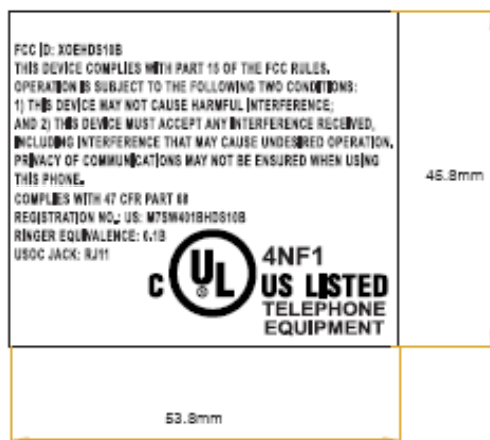 FCC ID: XOEHDS10B
THIS DEVICE COMPLIES WITH PART 15 OF THE FCC RULES.
OPERATION IS SUBJECT TO THE FOLLOWING TWO CONDITIONS:
1) THIS DEVICE MAY NOT CAUSE HARMFUL INTERFERENCE;
AND 2) THIS DEVICE MUST ACCEPT ANY INTERFERENCE RECEIVED,
INCLUDING INTERFERENCE THAT MAY CAUSE UNDESIRED OPERATION.
PRIVACY OF COMMUNICATIONS MAY NOT BE ENSURED WHEN USING
THIS PHONE.
COMPLIES WITH 47 CFR PART 68
REGISTRATION NO.: US: M7SW401BHDS10B
RINGER EQUIVALENCE: 0.1B
USOC JACK: RJ11
C UL ® 4NF1
US LISTED
TELEPHONE
EQUIPMENT
45.8mm
53.8mm